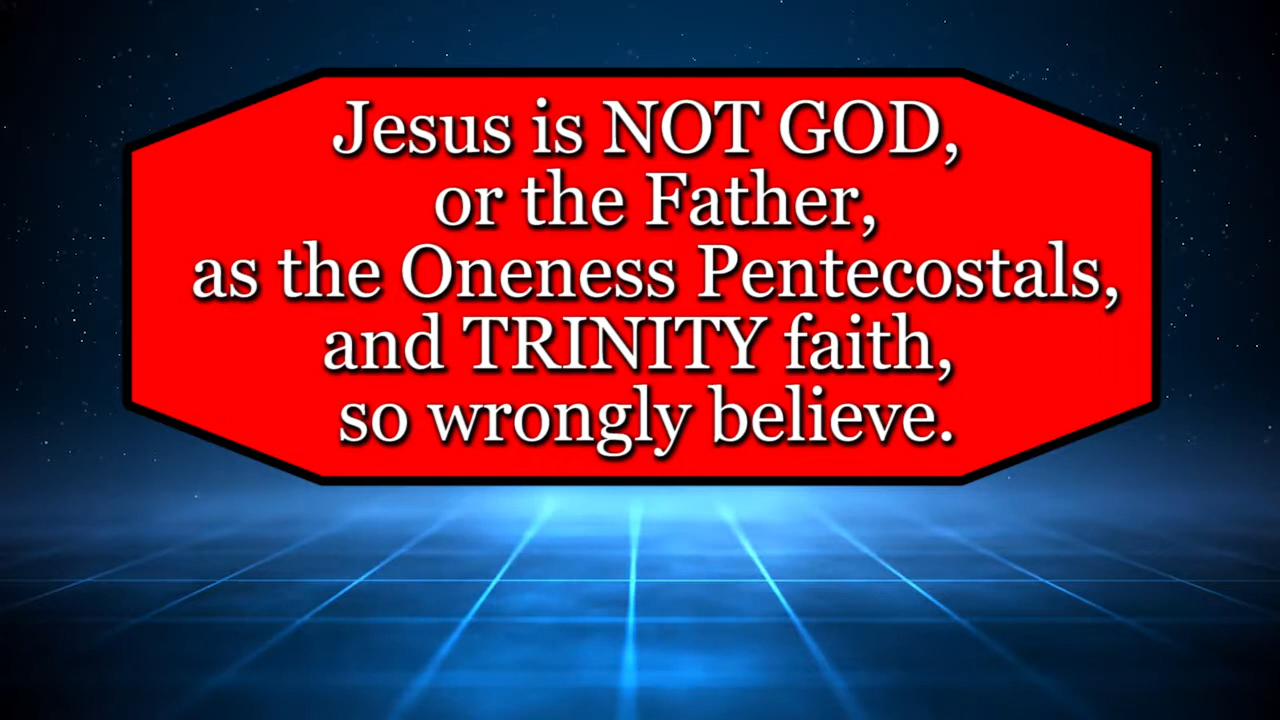 Jesus is NOT GOD,
or the Father,
as the Oneness Pentecostals,
and TRINITY faith,
so wrongly believe.